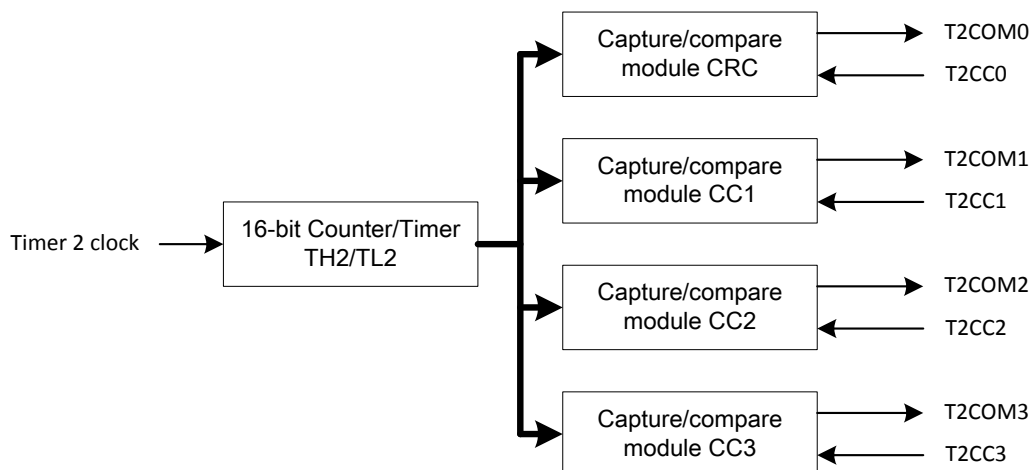 Timer 2 clock
16-bit Counter/Timer
TH2/TL2
Capture/compare
module CRC
T2COM0
T2CC0
Capture/compare
module CC1
T2COM1
T2CC1
Capture/compare
module CC2
T2COM2
T2CC2
Capture/compare
module CC3
T2COM3
T2CC3